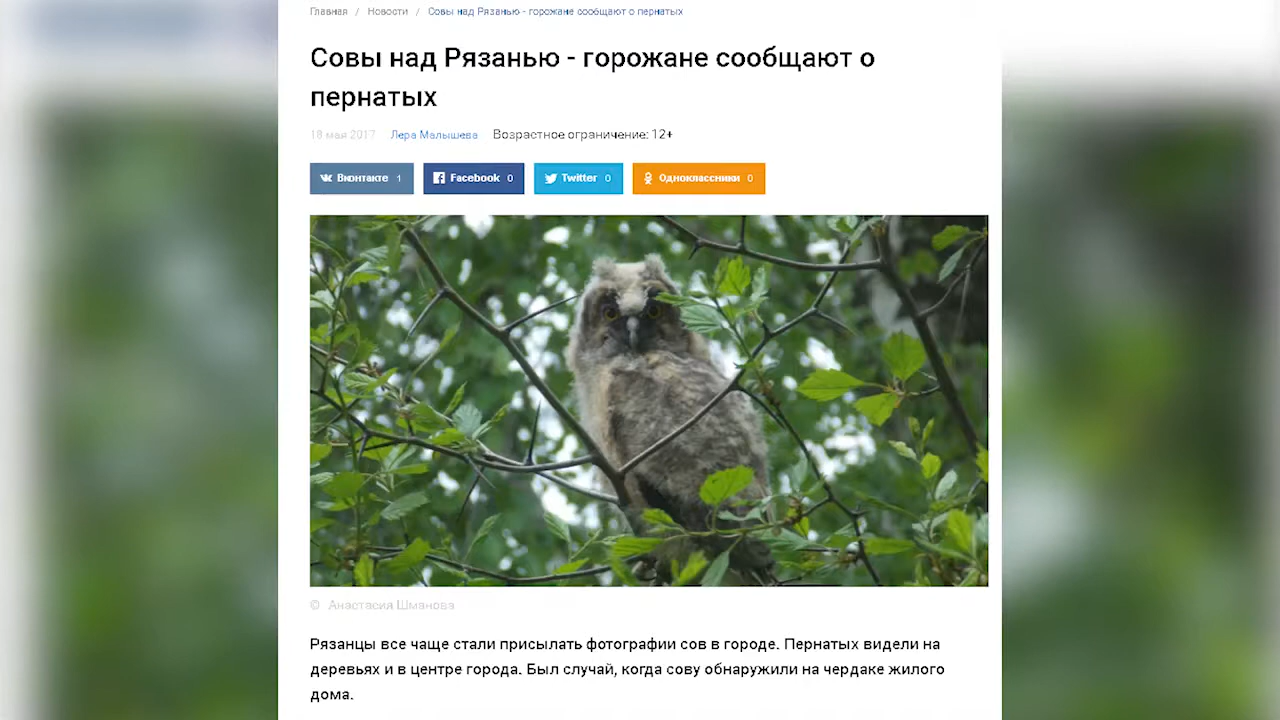 Главная / Новости / Совы над Рязанью - горожане сообщают о пернатых
Совы над Рязанью - горожане сообщают о
пернатых
18 мая 2017 Лера Малышева Возрастное ограничение: 12+
Вконтакте 1 Facebook 0 Twitter 0 Одноклассники 0
© Анастасия Шманова
Рязанцы все чаще стали присылать фотографии сов в городе. Пернатых видели на
деревьях и в центре города. Был случай, когда сову обнаружили на чердаке жилого
дома.